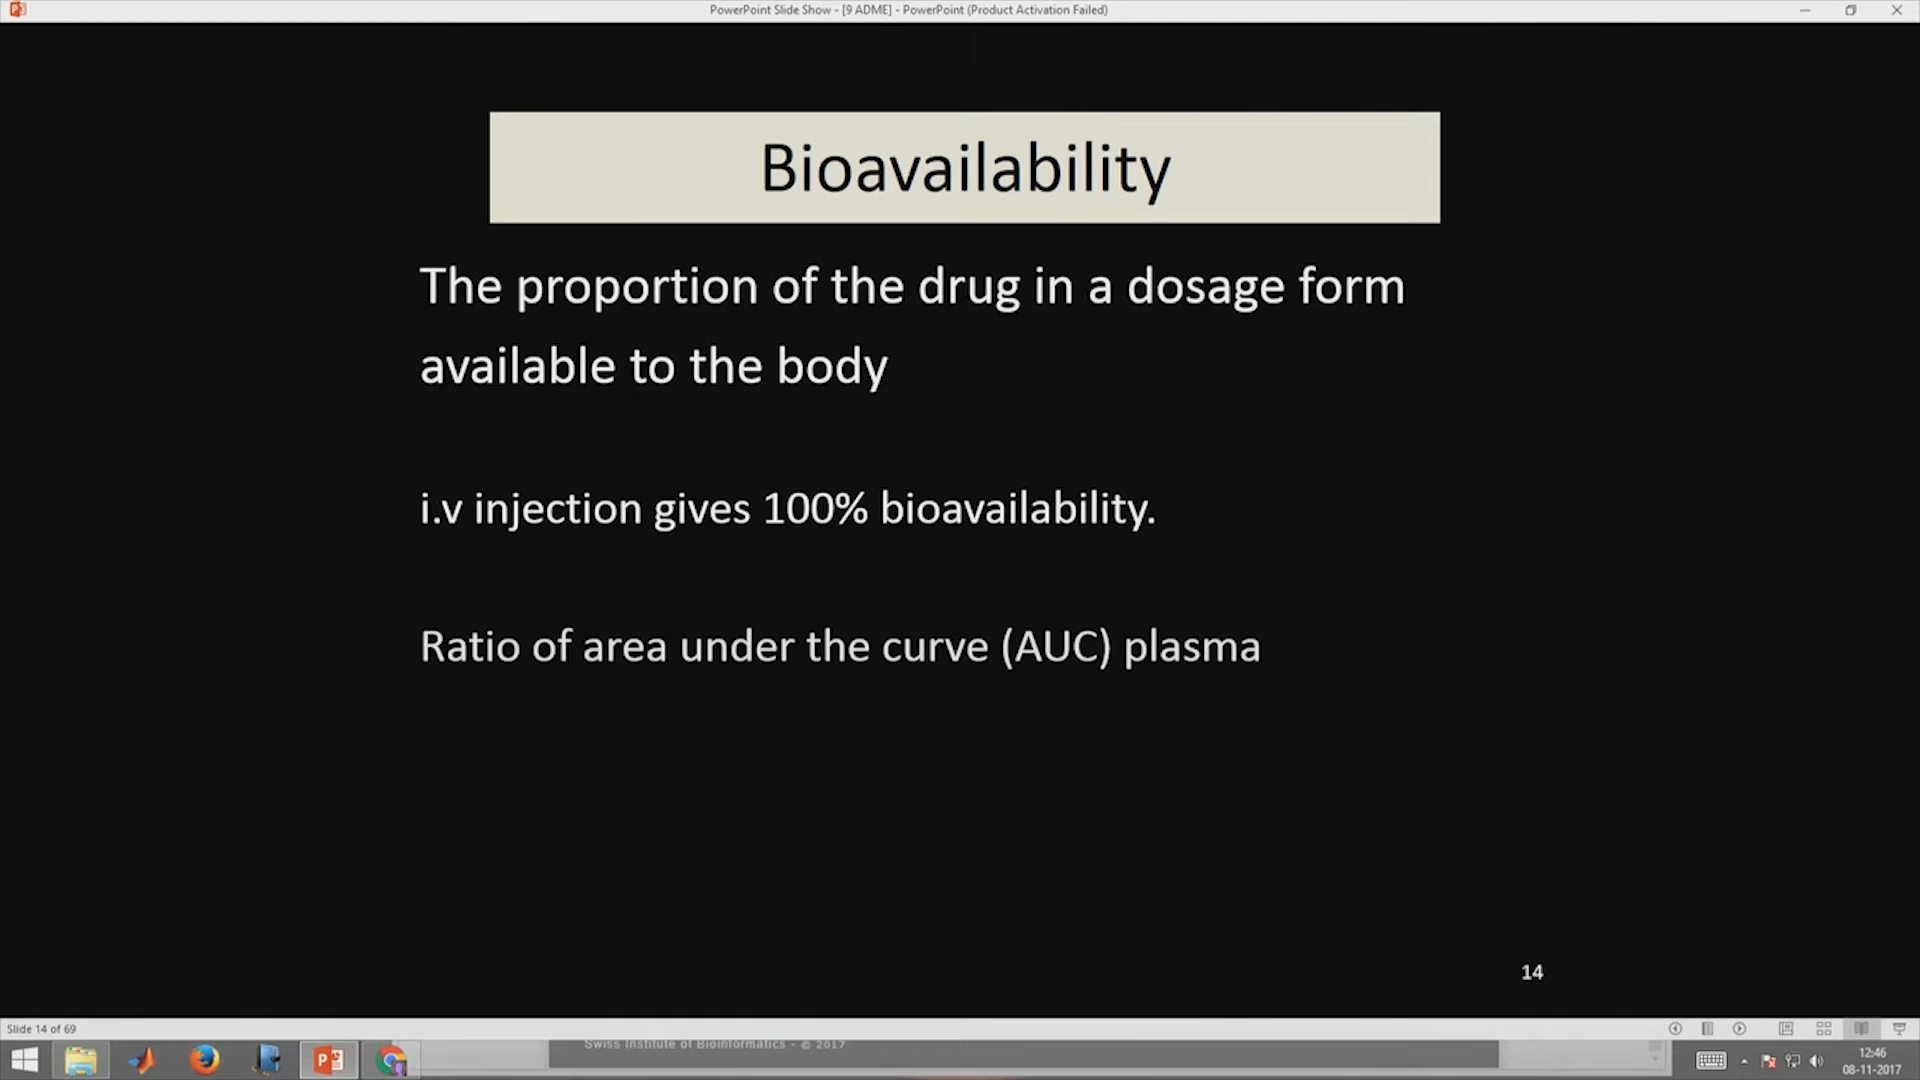 PowerPoint Slide Show - [9 ADME] - PowerPoint (Product Activation Failed)
Bioavailability
The proportion of the drug in a dosage form
available to the body
i.v injection gives 100% bioavailability.
Ratio of area under the curve (AUC) plasma
14
Slide 14 of 69
Swiss Institute of Bioinformatics - © 2017
12:46
08-11-2017